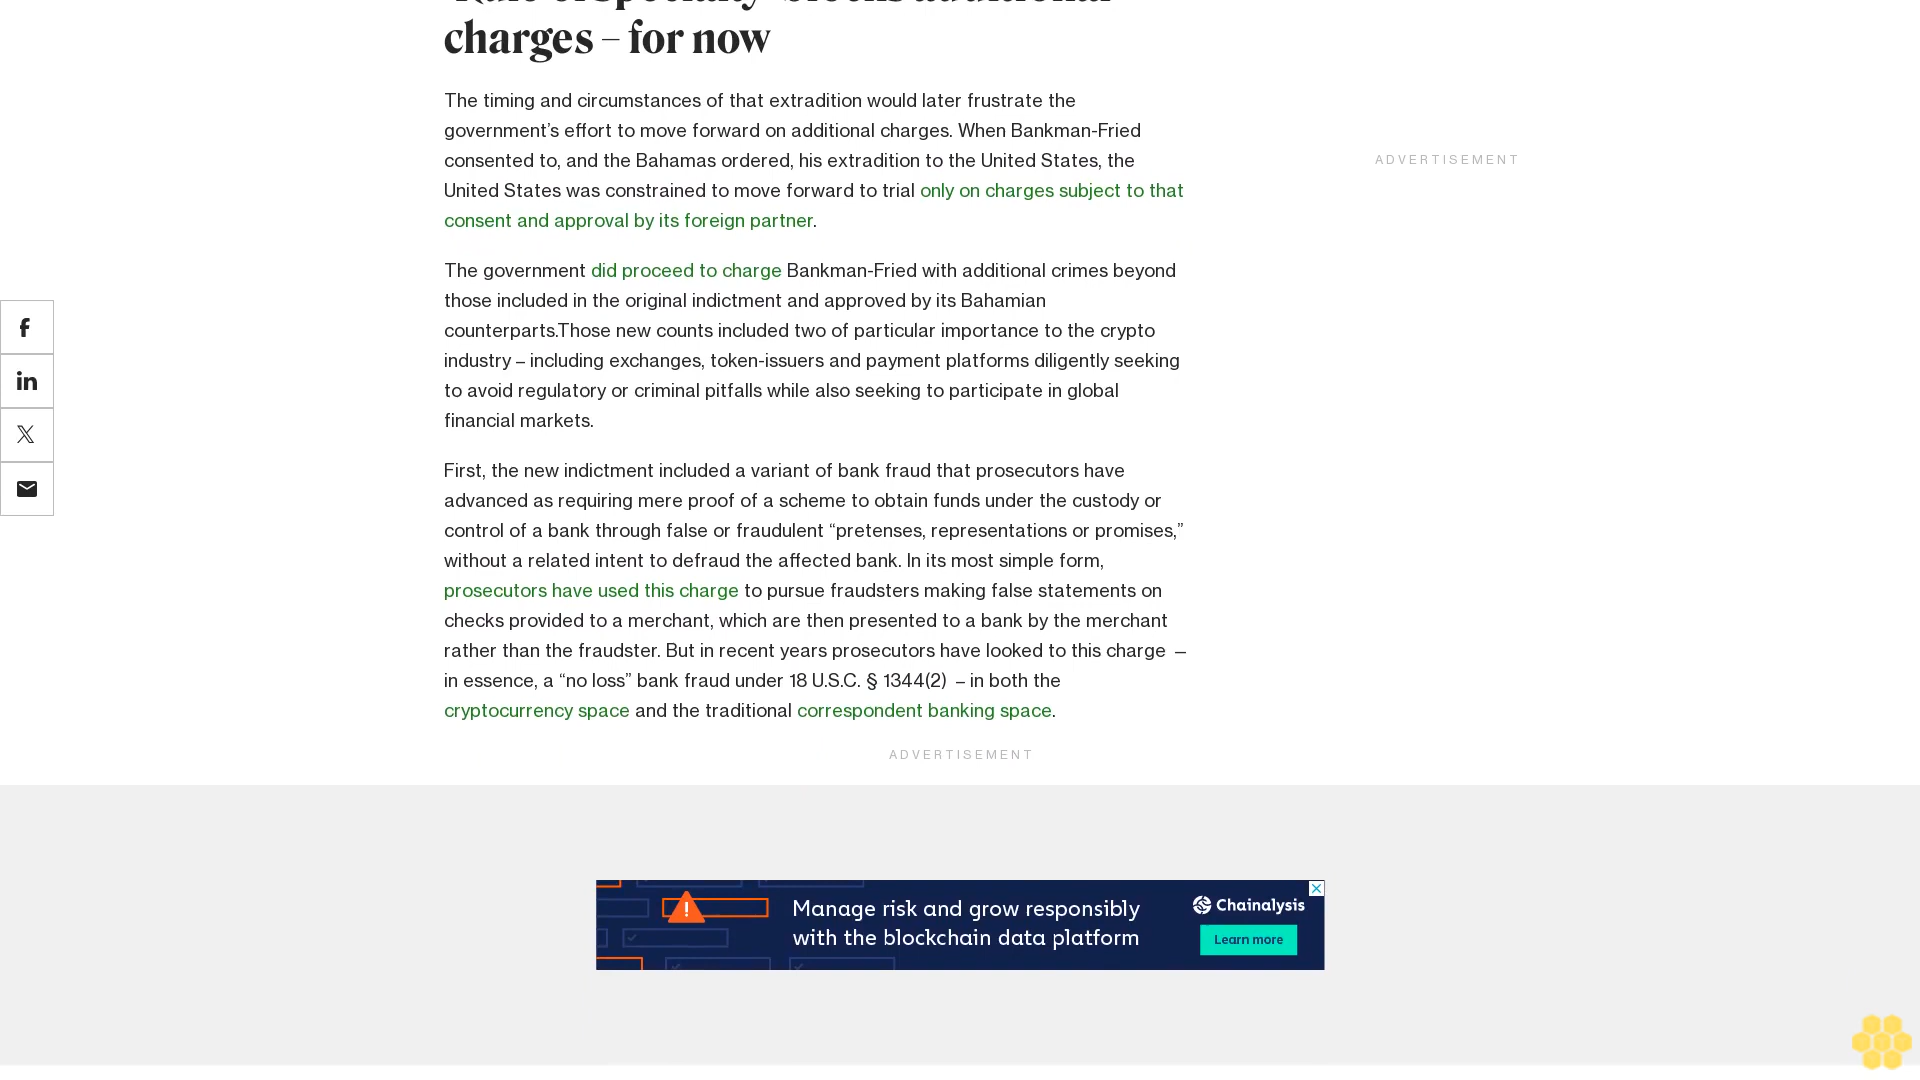 charges – for now
The timing and circumstances of that extradition would later frustrate the
government’s effort to move forward on additional charges. When Bankman-Fried
consented to, and the Bahamas ordered, his extradition to the United States, the
United States was constrained to move forward to trial only on charges subject to that
consent and approval by its foreign partner.
ADVERTISEMENT
The government did proceed to charge Bankman-Fried with additional crimes beyond
those included in the original indictment and approved by its Bahamian
counterparts.Those new counts included two of particular importance to the crypto
industry – including exchanges, token-issuers and payment platforms diligently seeking
to avoid regulatory or criminal pitfalls while also seeking to participate in global
financial markets.
First, the new indictment included a variant of bank fraud that prosecutors have
advanced as requiring mere proof of a scheme to obtain funds under the custody or
control of a bank through false or fraudulent “pretenses, representations or promises,”
without a related intent to defraud the affected bank. In its most simple form,
prosecutors have used this charge to pursue fraudsters making false statements on
checks provided to a merchant, which are then presented to a bank by the merchant
rather than the fraudster. But in recent years prosecutors have looked to this charge —
in essence, a “no loss” bank fraud under 18 U.S.C. § 1344(2) – in both the
cryptocurrency space and the traditional correspondent banking space.
ADVERTISEMENT
Manage risk and grow responsibly
with the blockchain data platform
Chainalysis
Learn more